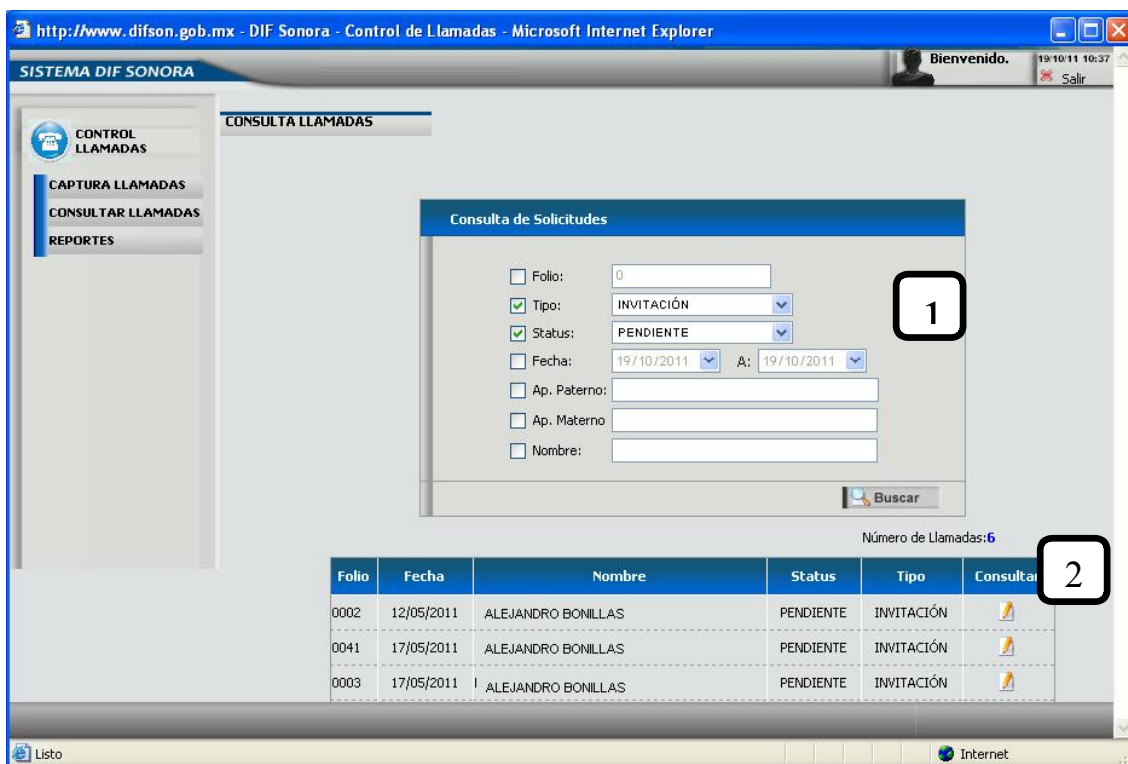 http://www.difson.gob.mx - DIF Sonora - Control de Llamadas - Microsoft Internet Explorer
SISTEMA DIF SONORA
Bienvenido.
19/10/11 10:37
Salir
CONTROL
LLAMADAS
CAPTURA LLAMADAS
CONSULTAR LLAMADAS
REPORTES
CONSULTA LLAMADAS
Consulta de Solicitudes
Folio: 0
Tipo: INVITACIÓN
Status: PENDIENTE
Fecha: 19/10/2011 A: 19/10/2011
Ap. Paterno:
Ap. Materno
Nombre:
1
Buscar
Número de Llamadas:6
2
Folio Fecha Nombre Status Tipo Consultar
0002 12/05/2011 ALEJANDRO BONILLAS PENDIENTE INVITACIÓN
0041 17/05/2011 ALEJANDRO BONILLAS PENDIENTE INVITACIÓN
0003 17/05/2011 ALEJANDRO BONILLAS PENDIENTE INVITACIÓN
Listo
Internet